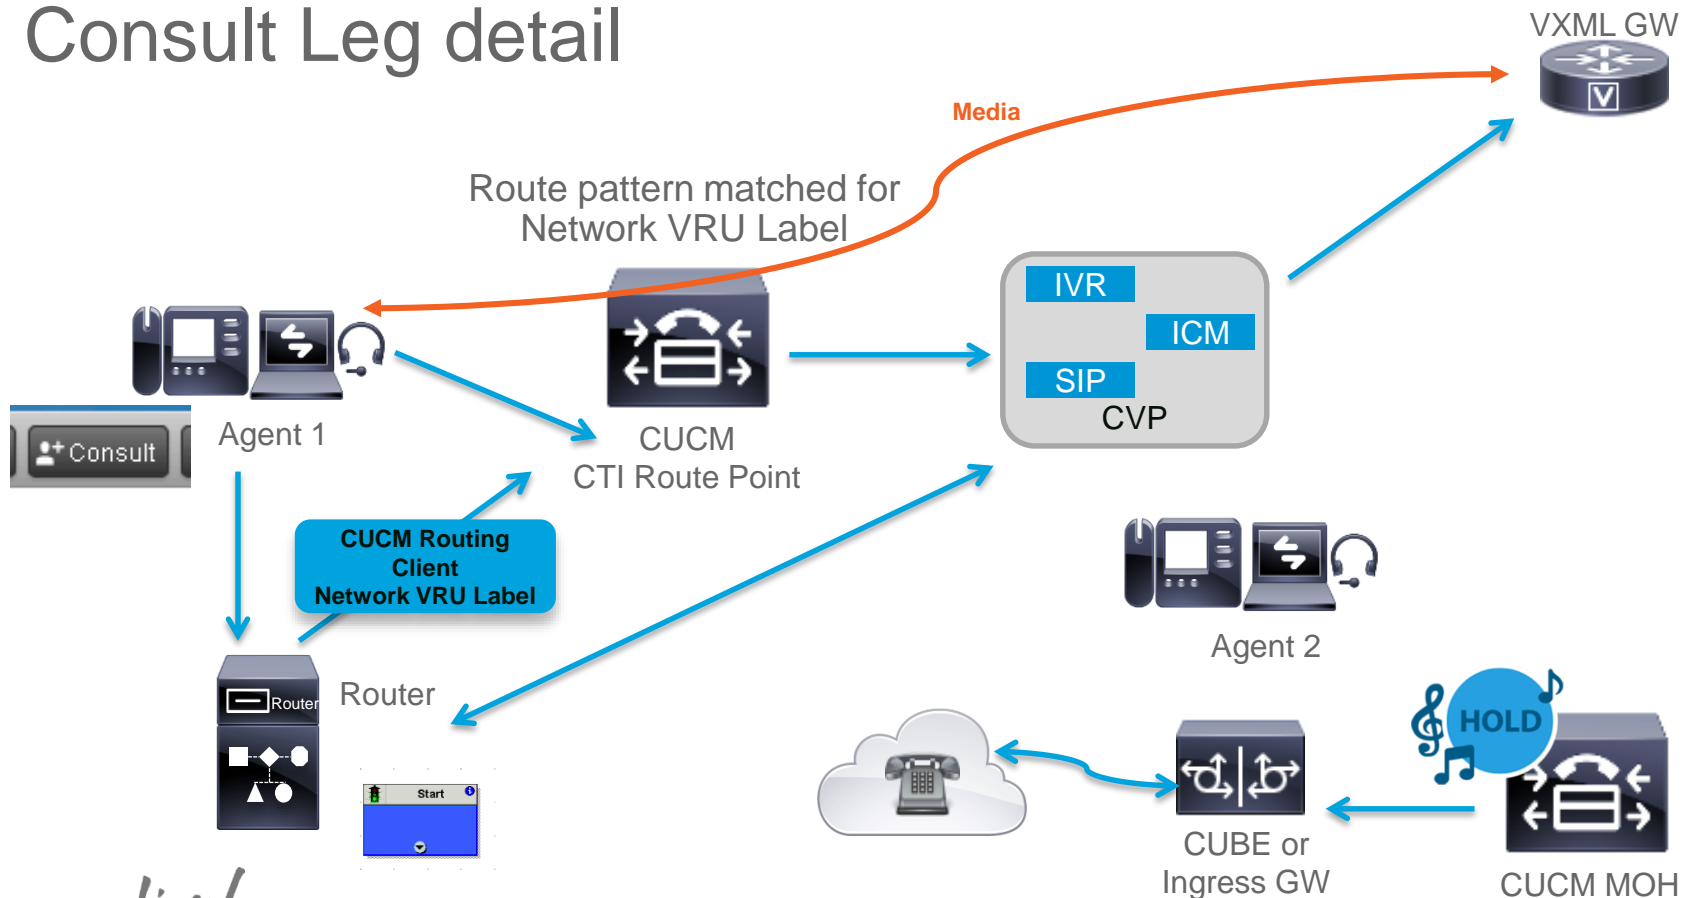 Consult Leg detail
VXML GW
V
Media
Route pattern matched for
Network VRU Label
IVR
ICM
SIP
CVP
Agent 1
Consult
CUCM
CTI Route Point
CUCM Routing
Client
Network VRU Label
Agent 2
Router
Router
HOLD
Start
CUBE or
Ingress GW
CUCM MOH